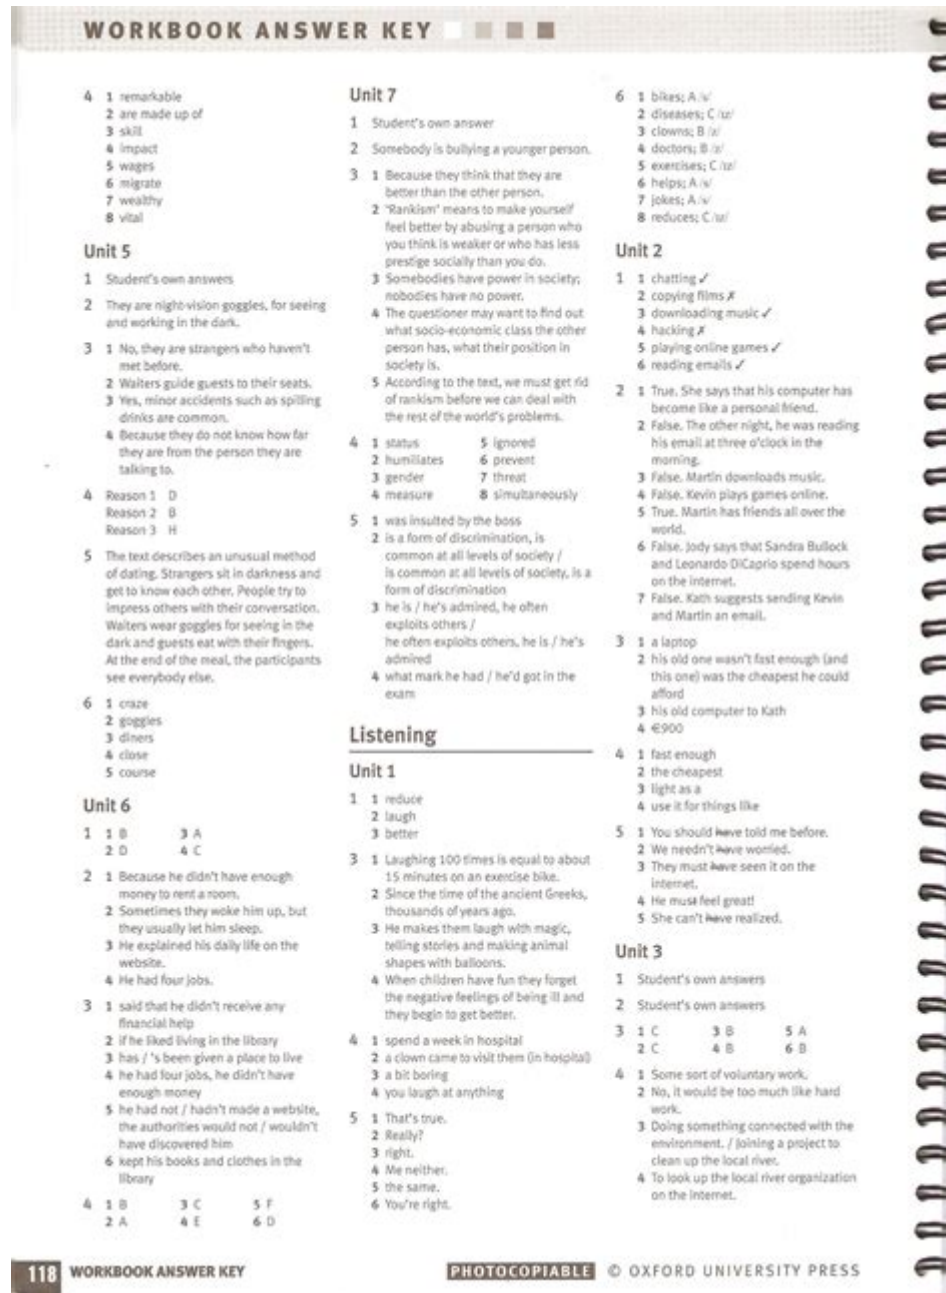 WORKBOOK ANSWER KEY
4 1 remarkable
2 are made up of
3 skill
4 impact
5 wages
6 migrate
7 wealthy
8 vital
Unit 5
1 Student's own answers
2 They are night-vision goggles, for seeing
and working in the dark.
3 1 No, they are strangers who haven't
met before.
2 Waiters guide guests to their seats.
3 Yes, minor accidents such as spilling
drinks are common.
4 Because they do not know how far
they are from the person they are
talking to.
4 Reason 1 D
Reason 2 B
Reason 3 H
5 The text describes an unusual method
of dating. Strangers sit in darkness and
get to know each other. People try to
impress others with their conversation.
Waiters wear goggles for seeing in the
dark and guests eat with their fingers.
At the end of the meal, the participants
see everybody else.
6 1 craze
2 goggles
3 diners
4 close
5 course
Unit 6
1 1 B 3 A
2 D 4 C
2 1 Because he didn't have enough
money to rent a room.
2 Sometimes they woke him up, but
they usually let him sleep.
3 He explained his daily life on the
website.
4 He had four jobs.
3 1 said that he didn't receive any
financial help
2 if he liked living in the library
3 has / 's been given a place to live
4 he had four jobs, he didn't have
enough money
5 he had not / hadn't made a website,
the authorities would not / wouldn't
have discovered him
6 kept his books and clothes in the
library
4 1 B 3 C 5 F
2 A 4 E 6 D
Unit 7
1 Student's own answer
2 Somebody is bullying a younger person.
3 1 Because they think that they are
better than the other person.
2 'Rankism' means to make yourself
feel better by abusing a person who
you think is weaker or who has less
prestige socially than you do.
3 Somebodies have power in society;
nobodies have no power.
4 The questioner may want to find out
what socio-economic class the other
person has, what their position in
society is.
5 According to the text, we must get rid
of rankism before we can deal with
the rest of the world's problems.
4 1 status 5 ignored
2 humiliates 6 prevent
3 gender 7 threat
4 measure 8 simultaneously
5 1 was insulted by the boss
2 is a form of discrimination, is
common at all levels of society /
is common at all levels of society, is a
form of discrimination
3 he is / he's admired, he often
exploits others /
he often exploits others, he is / he's
admired
4 what mark he had / he'd got in the
exam
Listening
Unit 1
1 1 reduce
2 laugh
3 better
3 1 Laughing 100 times is equal to about
15 minutes on an exercise bike.
2 Since the time of the ancient Greeks,
thousands of years ago.
3 He makes them laugh with magic,
telling stories and making animal
shapes with balloons.
4 When children have fun they forget
the negative feelings of being ill and
they begin to get better.
4 1 spend a week in hospital
2 a clown came to visit them (in hospital)
3 a bit boring
4 you laugh at anything
5 1 That's true.
2 Really?
3 right.
4 Me neither.
5 the same.
6 You're right.
6 1 bikes; A /s/
2 diseases; C /ɪz/
3 clowns; B /z/
4 doctors; B /z/
5 exercises; C /ɪz/
6 helps; A /s/
7 jokes; A /s/
8 reduces; C /ɪz/
Unit 2
1 1 chatting ✓
2 copying films ✗
3 downloading music ✓
4 hacking ✗
5 playing online games ✓
6 reading emails ✓
2 1 True. She says that his computer has
become like a personal friend.
2 False. The other night, he was reading
his email at three o'clock in the
morning.
3 False. Martin downloads music.
4 False. Kevin plays games online.
5 True. Martin has friends all over the
world.
6 False. Jody says that Sandra Bullock
and Leonardo DiCaprio spend hours
on the internet.
7 False. Kath suggests sending Kevin
and Martin an email.
3 1 a laptop
2 his old one wasn't fast enough (and
this one) was the cheapest he could
afford
3 his old computer to Kath
4 €900
4 1 fast enough
2 the cheapest
3 light as a
4 use it for things like
5 1 You should have told me before.
2 We needn't have worried.
3 They must have seen it on the
internet.
4 He must feel great!
5 She can't have realized.
Unit 3
1 Student's own answers
2 Student's own answers
3 1 C 3 B 5 A
2 C 4 B 6 B
4 1 Some sort of voluntary work.
2 No, it would be too much like hard
work.
3 Doing something connected with the
environment. / Joining a project to
clean up the local river.
4 To look up the local river organization
on the internet.
118 WORKBOOK ANSWER KEY
PHOTOCOPIABLE © OXFORD UNIVERSITY PRESS